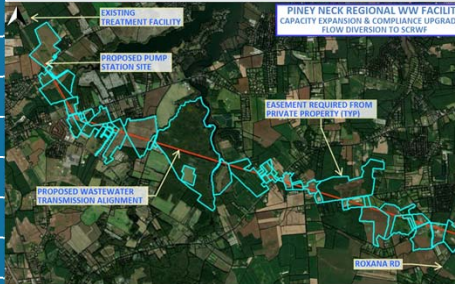 PINEY NECK REGIONAL WW FACILIT
CAPACITY EXPANSION & COMPLIANCE UPGRAD
FLOW DIVERSION TO SCRWF
EXISTING
TREATMENT FACILITY
PROPOSED PUMP
STATION SITE
EASEMENT REQUIRED FROM
PRIVATE PROPERTY (TYP)
PROPOSED WASTEWATER
TRANSMISSION ALIGNMENT
ROXANA RD